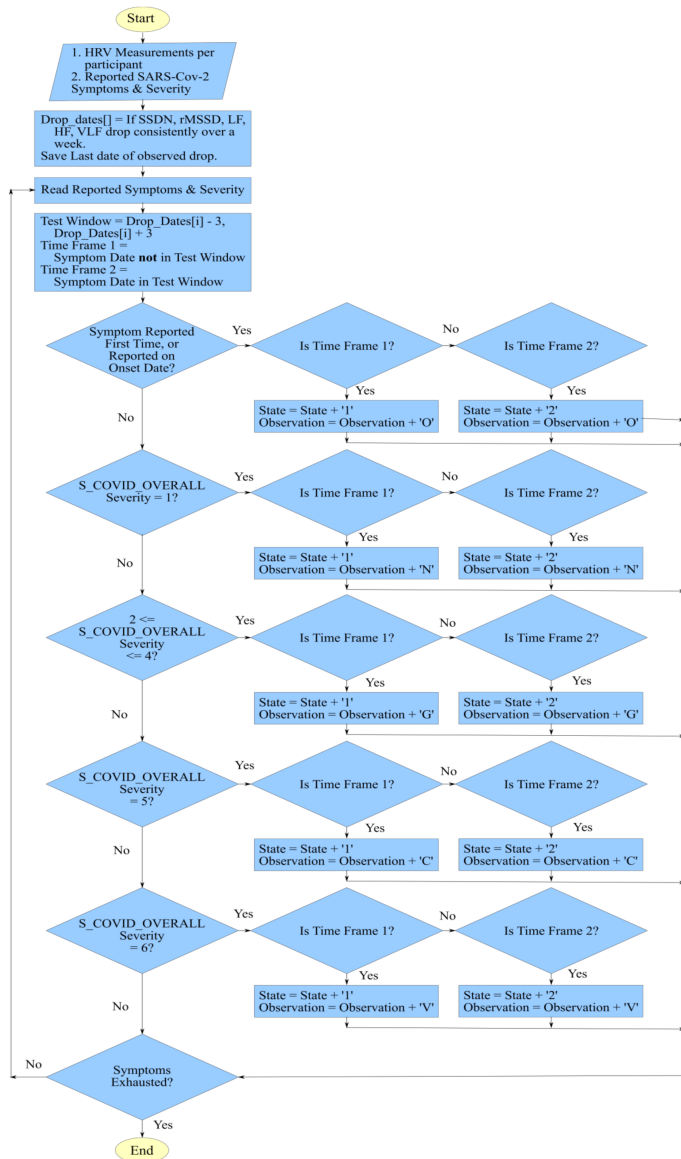 Start
1. HRV Measurements per
participant
2. Reported SARS-Cov-2
Symptoms & Severity
Drop_dates[] = If SSDN, rMSSD, LF,
HF, VLF drop consistently over a
week.
Save Last date of observed drop.
Read Reported Symptoms & Severity
Test Window = Drop_Dates[i] - 3,
Drop_Dates[i] + 3
Time Frame 1 =
Symptom Date not in Test Window
Time Frame 2 =
Symptom Date in Test Window
Symptom Reported
First Time, or
Reported on
Onset Date?
Yes
Is Time Frame 1?
No
Is Time Frame 2?
Yes
Yes
State = State + '1'
Observation = Observation + 'O'
State = State + '2'
Observation = Observation + 'O'
No
S_COVID_OVERALL
Severity = 1?
Yes
Is Time Frame 1?
No
Is Time Frame 2?
Yes
Yes
State = State + '1'
Observation = Observation + 'N'
State = State + '2'
Observation = Observation + 'N'
No
2 <=
S_COVID_OVERALL
Severity
<= 4?
Yes
Is Time Frame 1?
No
Is Time Frame 2?
Yes
Yes
State = State + '1'
Observation = Observation + 'G'
State = State + '2'
Observation = Observation + 'G'
No
S_COVID_OVERALL
Severity
= 5?
Yes
Is Time Frame 1?
No
Is Time Frame 2?
Yes
Yes
State = State + '1'
Observation = Observation + 'C'
State = State + '2'
Observation = Observation + 'C'
No
S_COVID_OVERALL
Severity
= 6?
Yes
Is Time Frame 1?
No
Is Time Frame 2?
Yes
Yes
State = State + '1'
Observation = Observation + 'V'
State = State + '2'
Observation = Observation + 'V'
No
Symptoms
Exhausted?
No
Yes
End